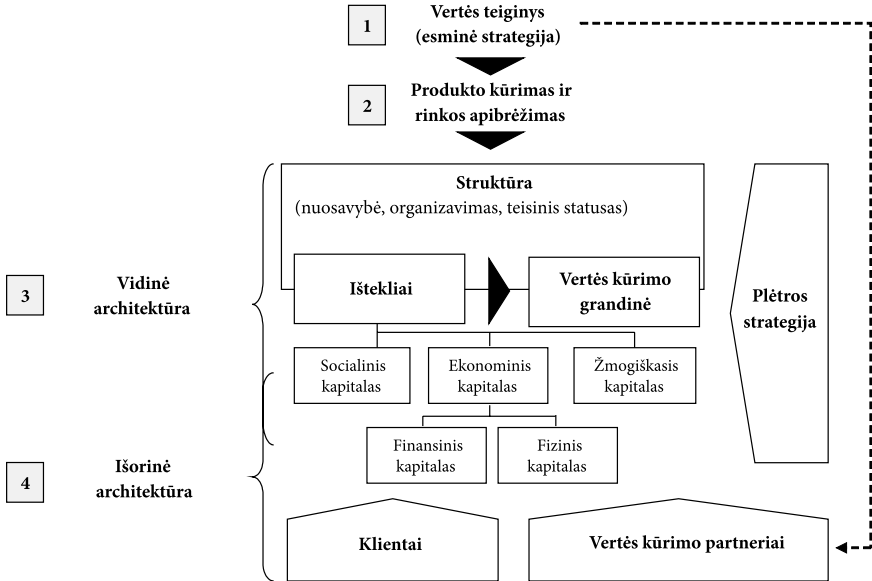 1
Vertės teiginys
(esminė strategija)
2
Produkto kūrimas ir
rinkos apibrėžimas
Struktūra
(nuosavybė, organizavimas, teisinis statusas)
3
Vidinė
architektūra
Ištekliai
Vertės kūrimo
grandinė
Plėtros
strategija
Socialinis
kapitalas
Ekonominis
kapitalas
Žmogiškasis
kapitalas
Finansinis
kapitalas
Fizinis
kapitalas
4
Išorinė
architektūra
Klientai
Vertės kūrimo partneriai